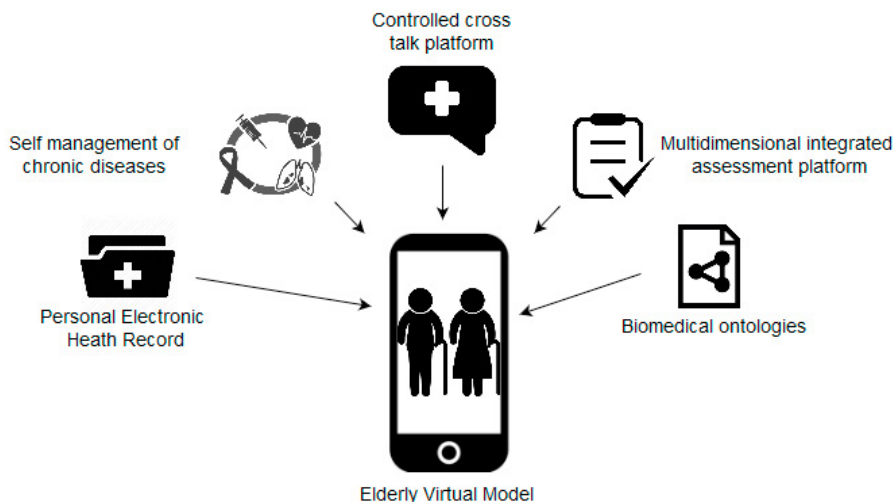 Controlled cross
talk platform
Self management of
chronic diseases
Multidimensional integrated
assessment platform
Personal Electronic
Heath Record
Biomedical ontologies
Elderly Virtual Model